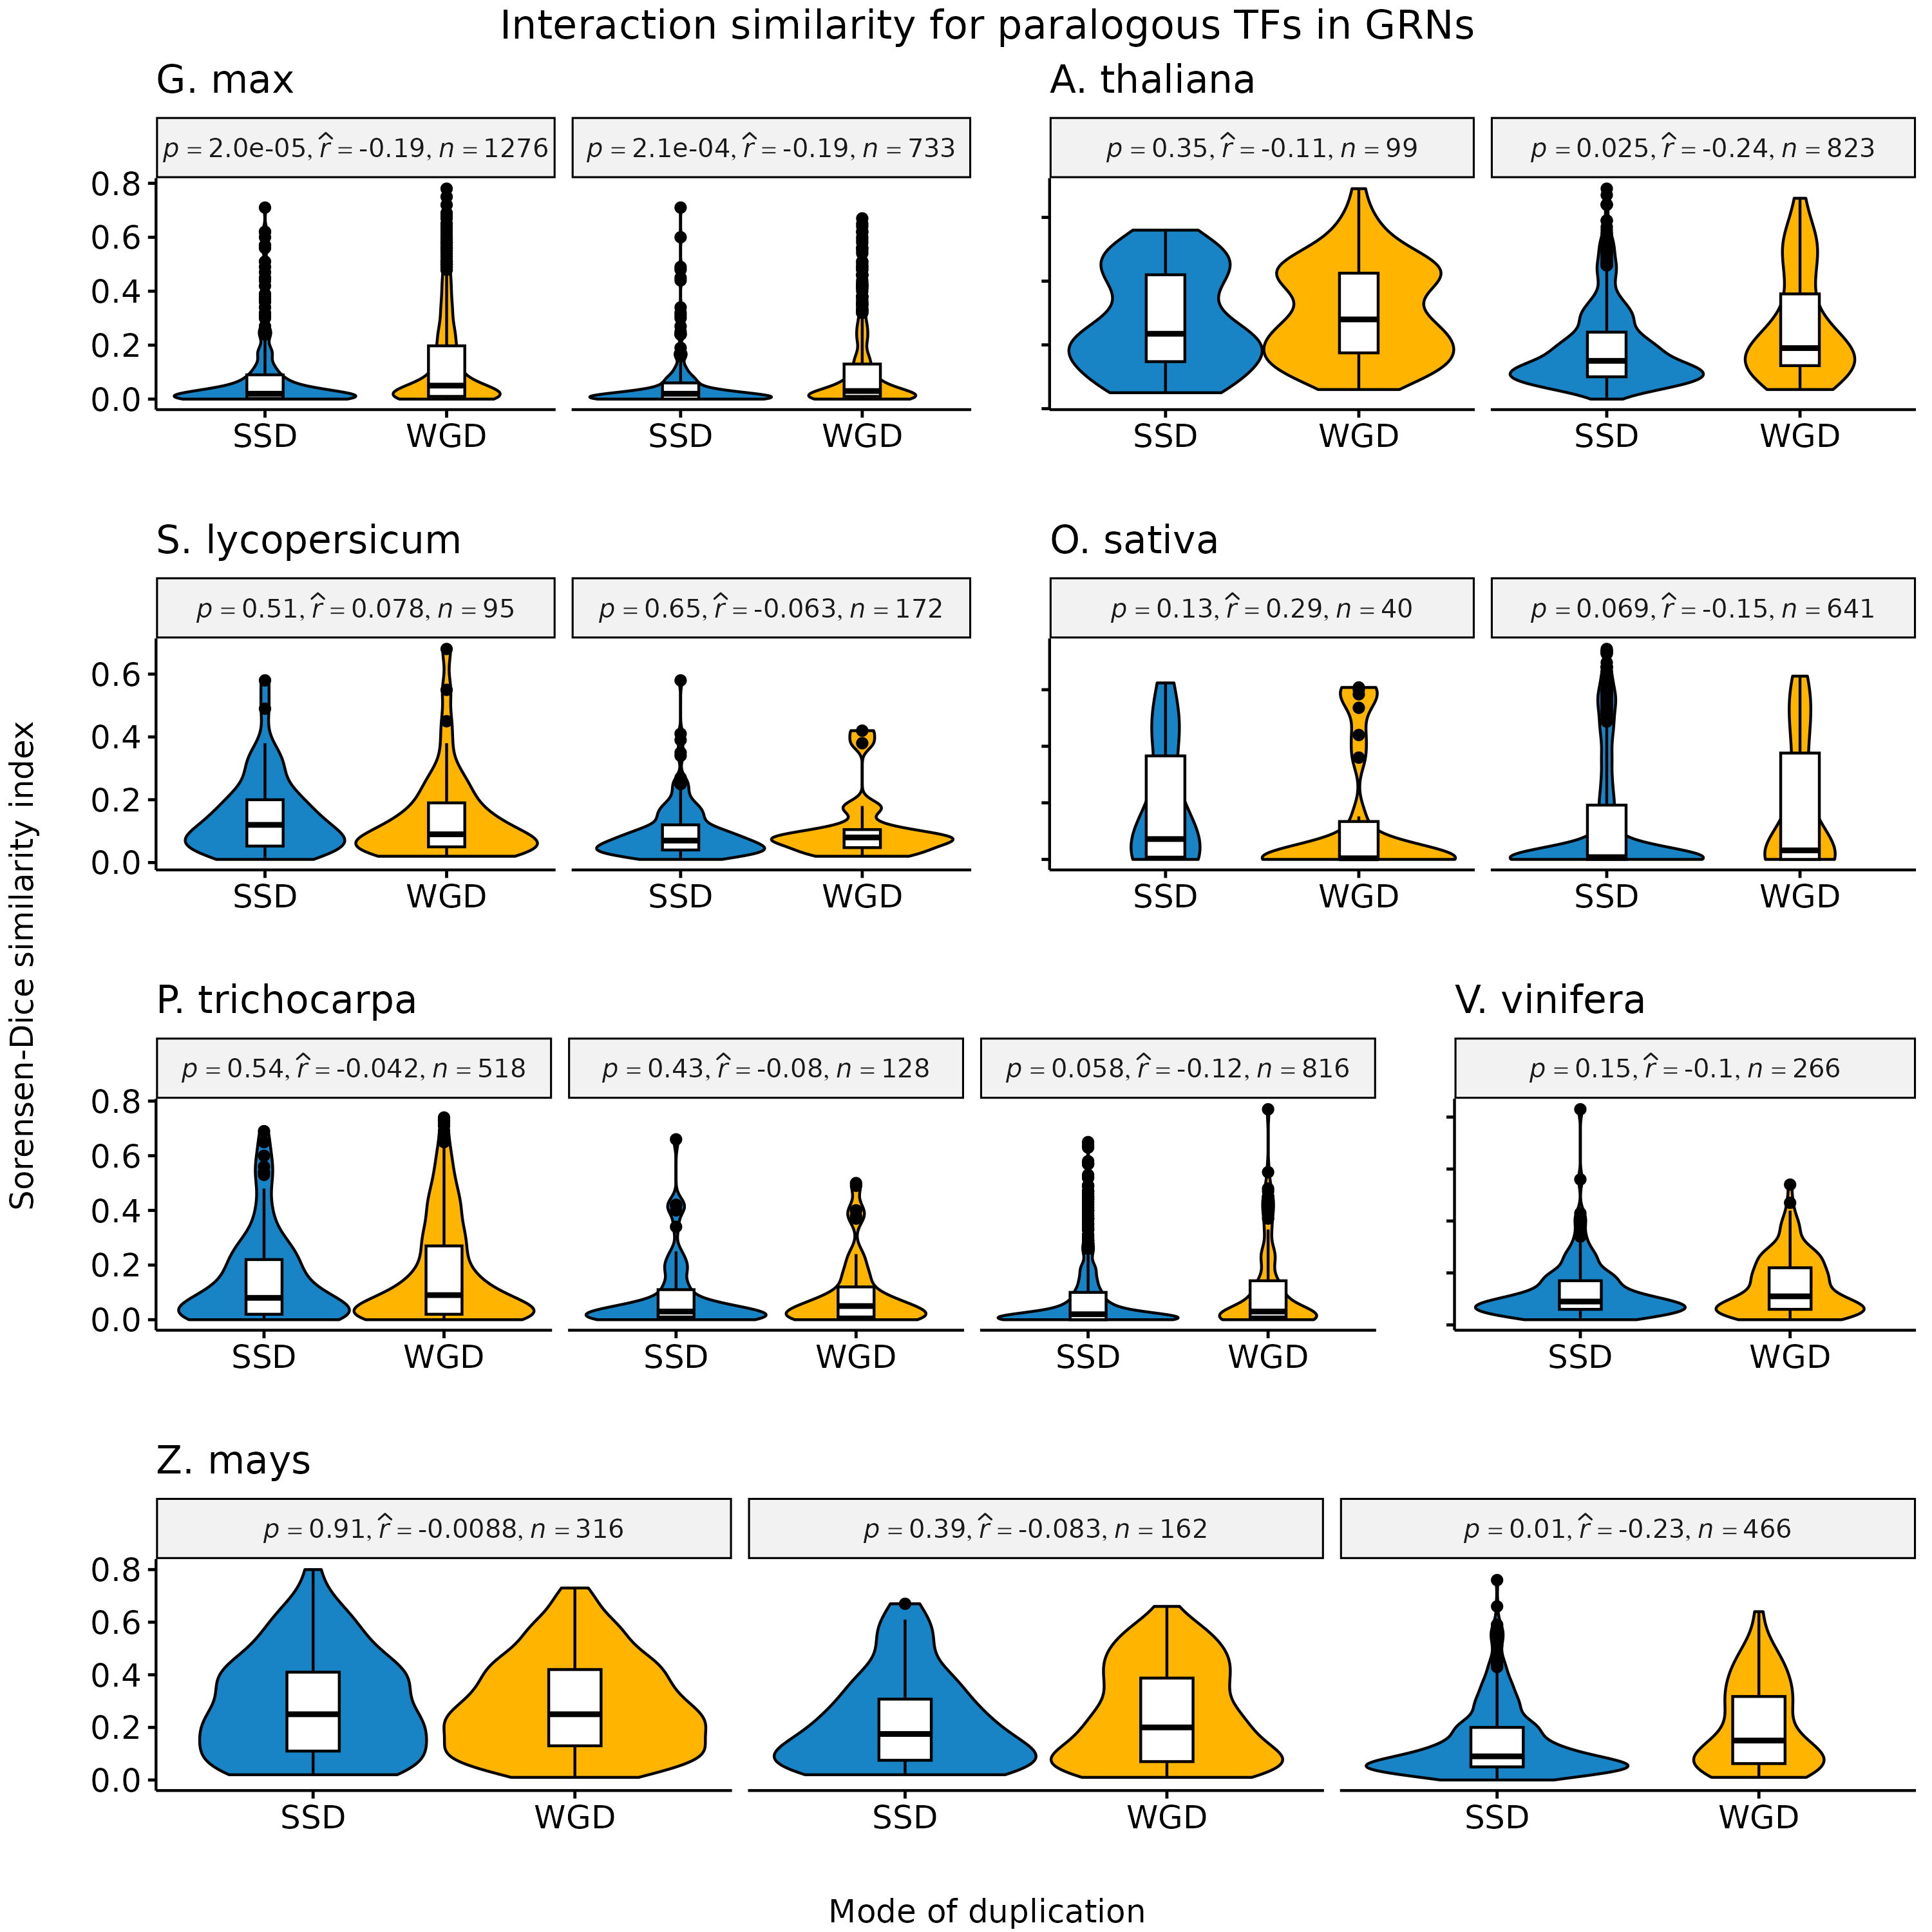 Interaction similarity for paralogous TFs in GRNs
G. max
A. thaliana
p = 2.0e-05, r̂ = -0.19, n = 1276
p = 2.1e-04, r̂ = -0.19, n = 733
p = 0.35, r̂ = -0.11, n = 99
p = 0.025, r̂ = -0.24, n = 823
0.8
0.6
0.4
0.2
0.0
SSD WGD SSD WGD SSD WGD SSD WGD
S. lycopersicum
O. sativa
p = 0.51, r̂ = 0.078, n = 95
p = 0.65, r̂ = -0.063, n = 172
p = 0.13, r̂ = 0.29, n = 40
p = 0.069, r̂ = -0.15, n = 641
0.6
0.4
0.2
0.0
SSD WGD SSD WGD SSD WGD SSD WGD
Sorensen-Dice similarity index
P. trichocarpa
V. vinifera
p = 0.54, r̂ = -0.042, n = 518
p = 0.43, r̂ = -0.08, n = 128
p = 0.058, r̂ = -0.12, n = 816
p = 0.15, r̂ = -0.1, n = 266
0.8
0.6
0.4
0.2
0.0
SSD WGD SSD WGD SSD WGD SSD WGD
Z. mays
p = 0.91, r̂ = -0.0088, n = 316
p = 0.39, r̂ = -0.083, n = 162
p = 0.01, r̂ = -0.23, n = 466
0.8
0.6
0.4
0.2
0.0
SSD WGD SSD WGD SSD WGD
Mode of duplication